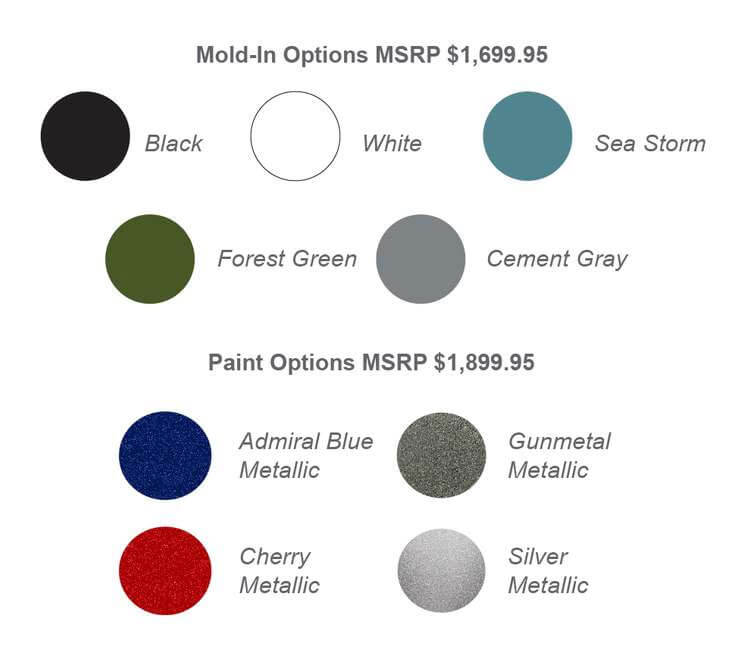 Mold-In Options MSRP $1,699.95
Black
White
Sea Storm
Forest Green
Cement Gray
Paint Options MSRP $1,899.95
Admiral Blue
Metallic
Gunmetal
Metallic
Cherry
Metallic
Silver
Metallic